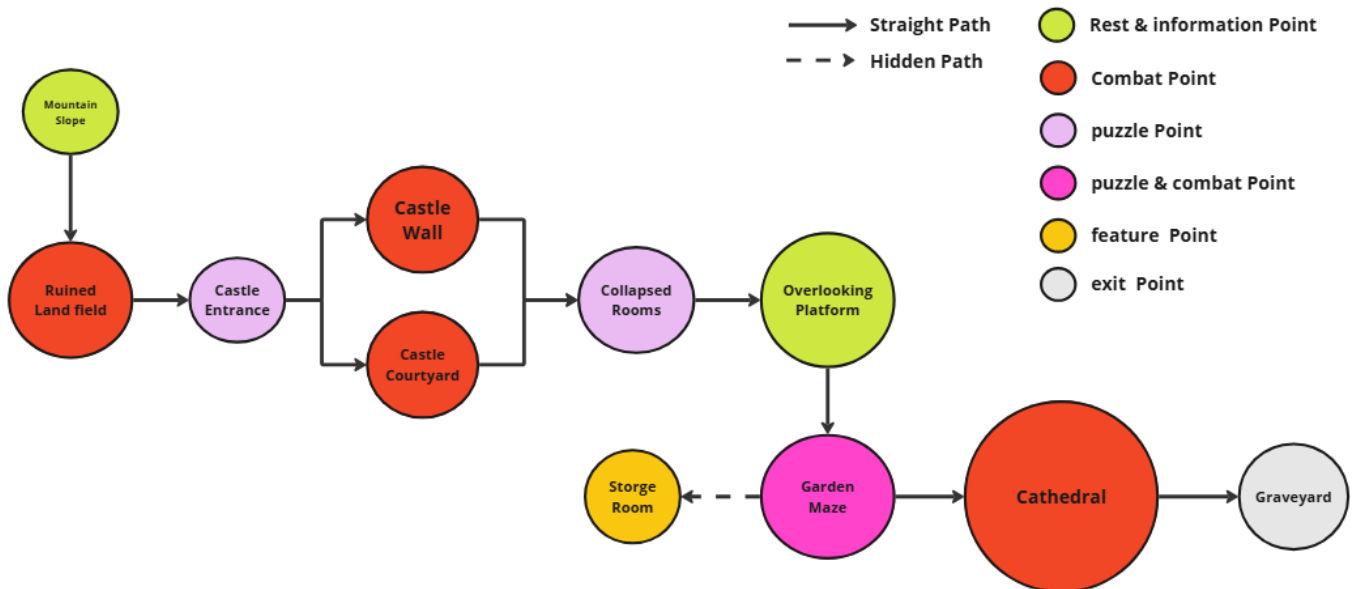 Straight Path
Hidden Path
Rest & information Point
Combat Point
puzzle Point
puzzle & combat Point
feature  Point
exit  Point
Mountain
Slope
Ruined
Land field
Castle
Entrance
Castle
Wall
Castle
Courtyard
Collapsed
Rooms
Overlooking
Platform
Storge
Room
Garden
Maze
Cathedral
Graveyard